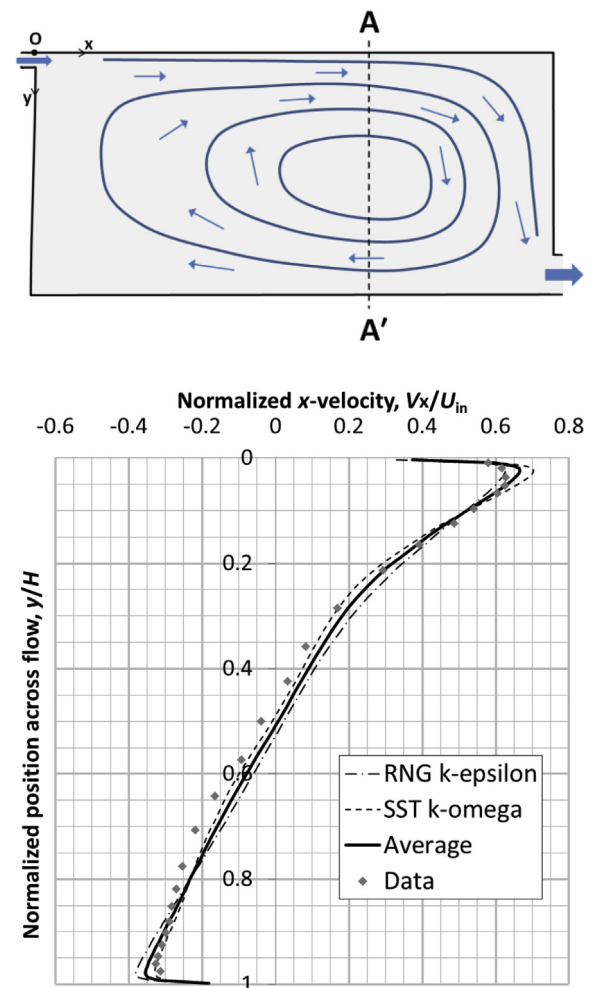 A
O
x
y
A′
Normalized x-velocity, Vx/Uin
-0.6 -0.4 -0.2 0 0.2 0.4 0.6 0.8
0
0.2
0.4
0.6
0.8
1
Normalized position across flow, y/H
RNG k-epsilon
SST k-omega
Average
Data